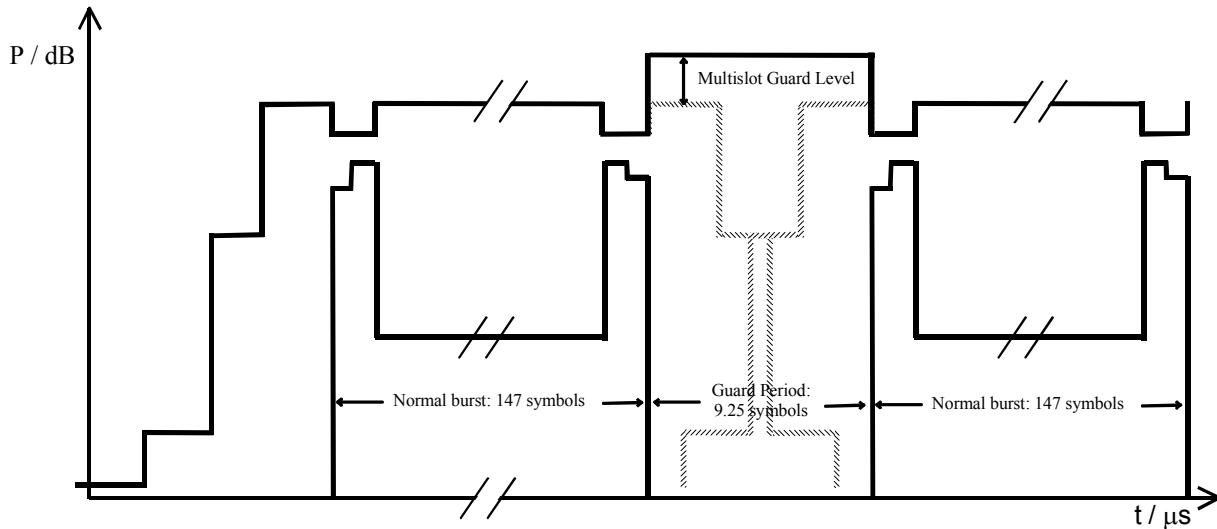 P / dB
Multislot Guard Level
Normal burst: 147 symbols
Guard Period:
9.25 symbols
Normal burst: 147 symbols
t / μs